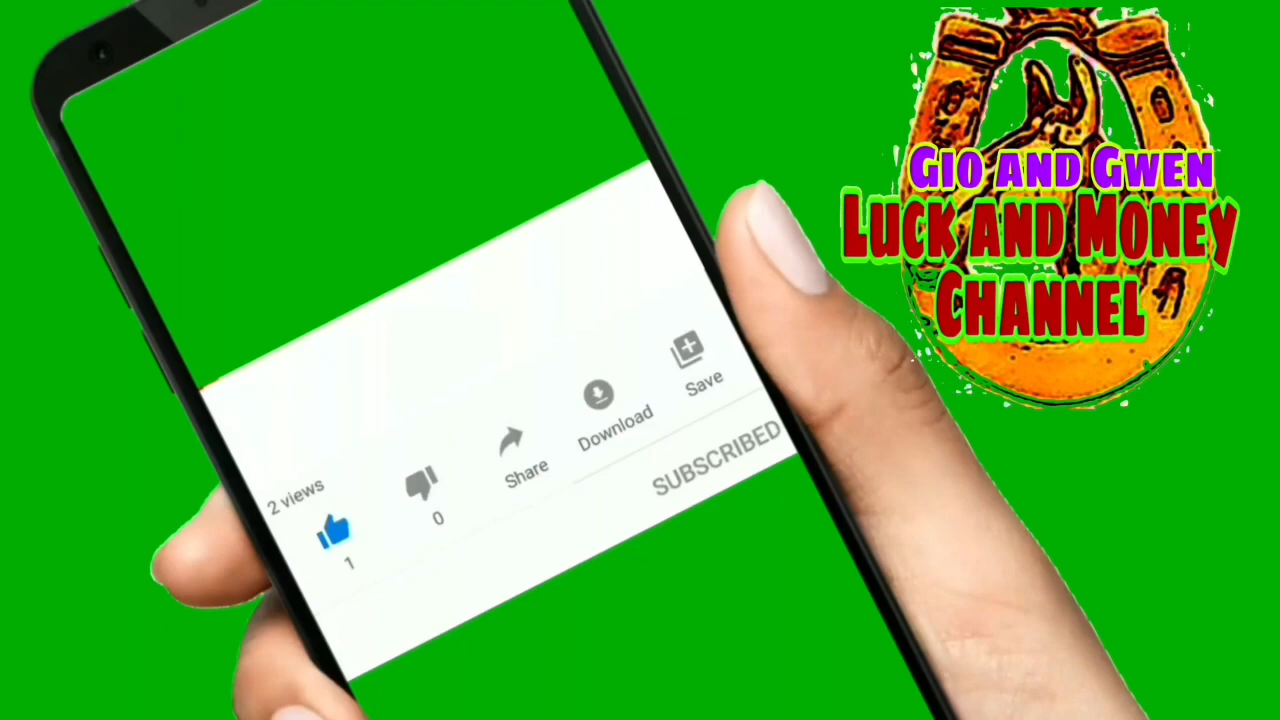 Gio and Gwen
Luck and Money
Channel
Save
Download
Share
SUBSCRIBED
2 views
0
1